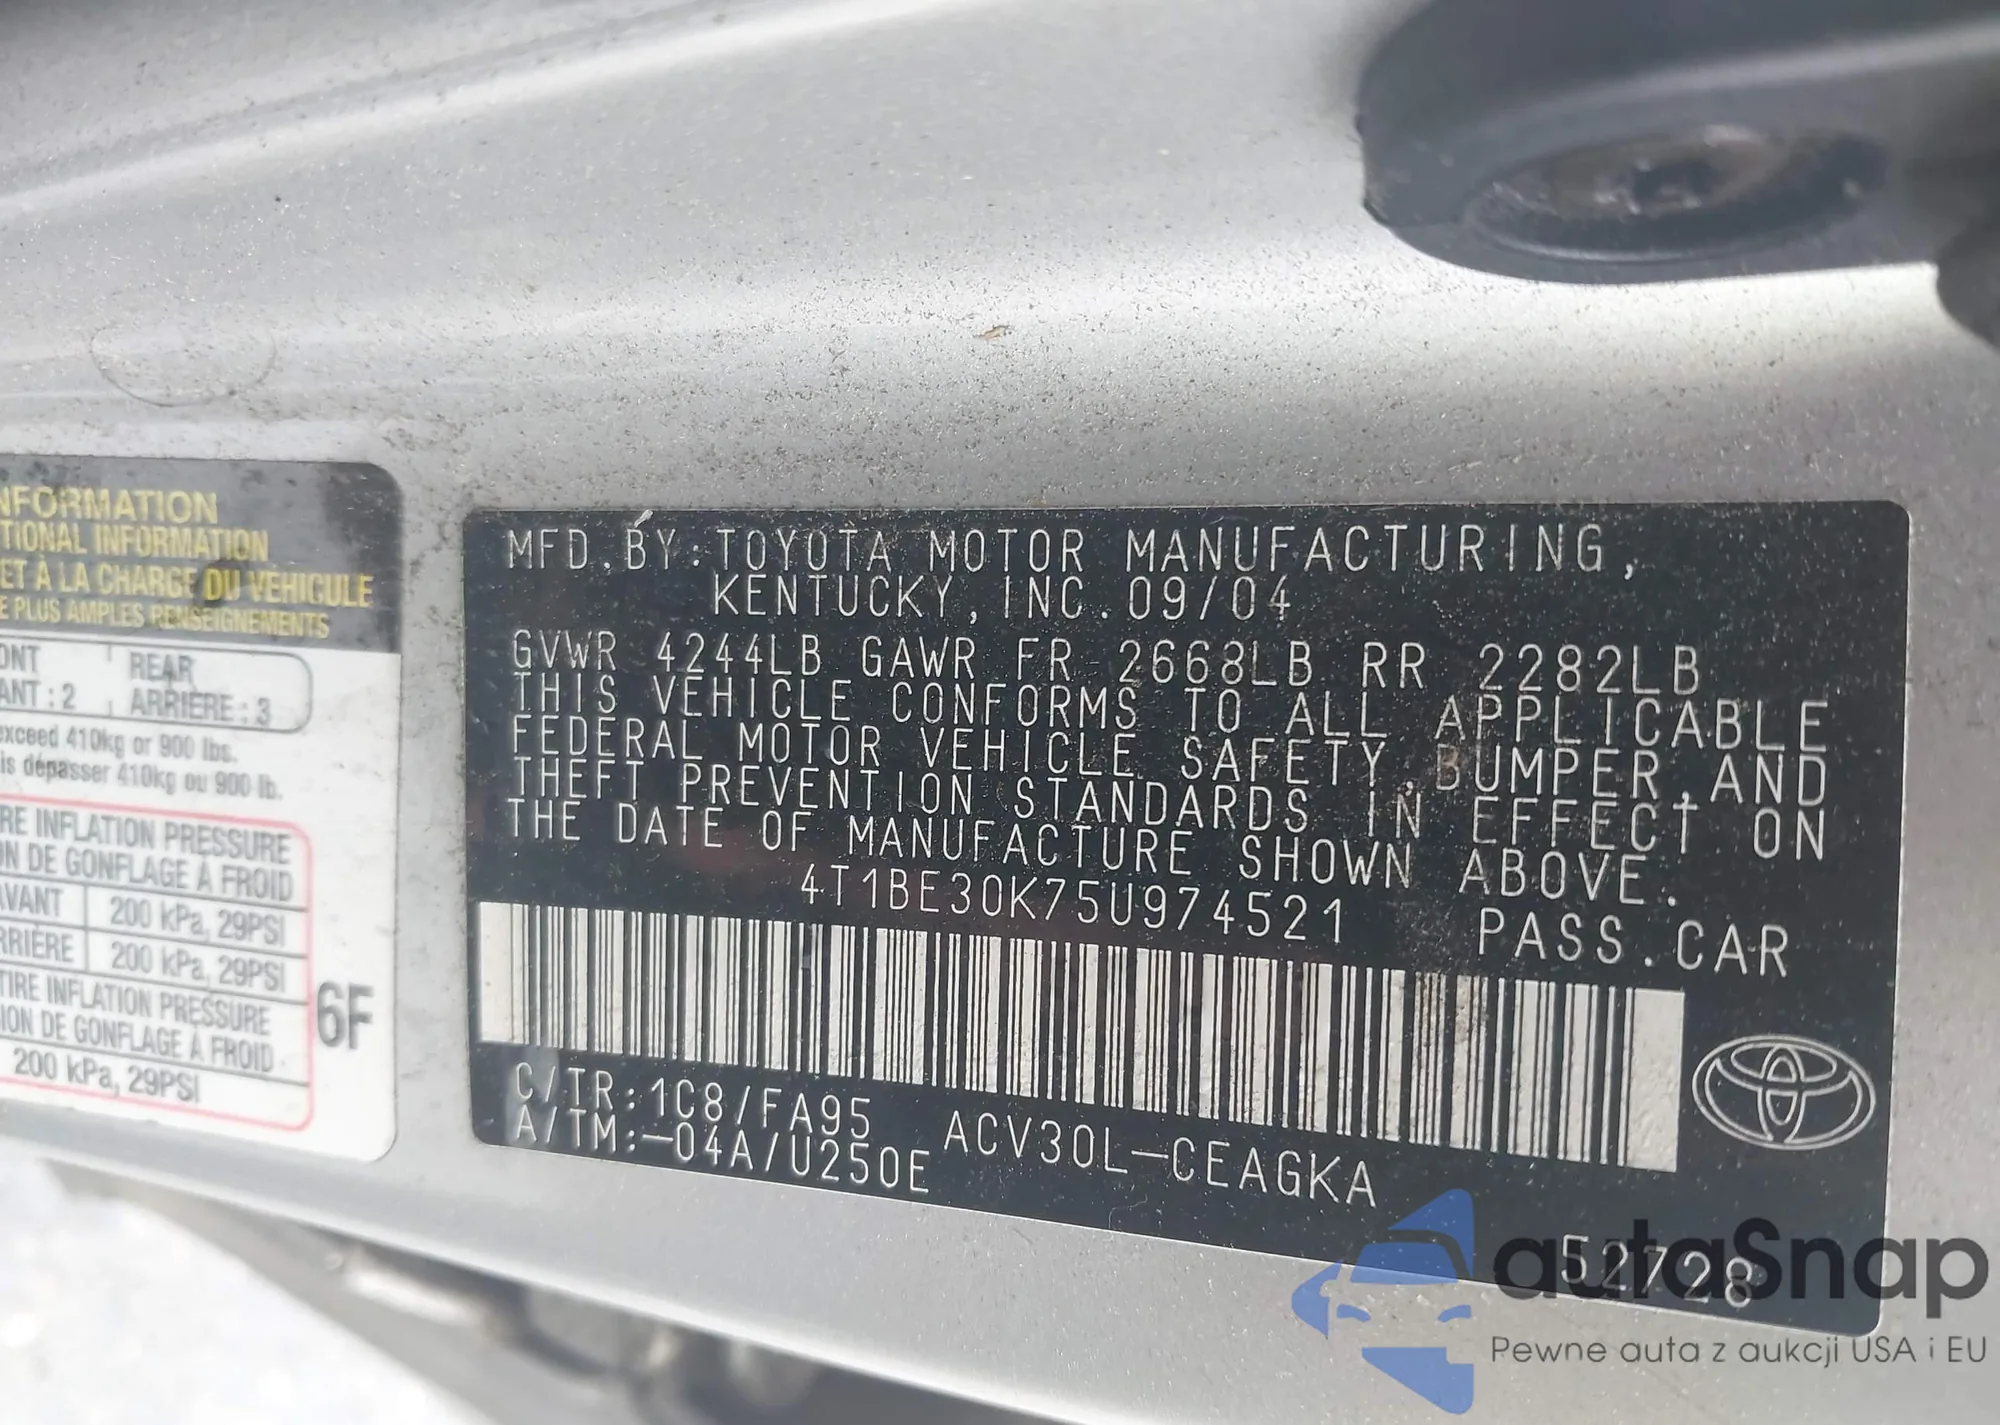 NFORMATION
TIONAL INFORMATION
ET À LA CHARGE DU VÉHICULE
E PLUS AMPLES RENSEIGNEMENTS
ONT REAR
ANT : 2 ARRIÈRE : 3
exceed 410kg or 900 lbs.
is dépasser 410kg ou 900 lb.
RE INFLATION PRESSURE
ON DE GONFLAGE À FROID
AVANT 200 kPa, 29PSI
RRIÈRE 200 kPa, 29PSI
TIRE INFLATION PRESSURE
ION DE GONFLAGE À FROID
200 kPa, 29PSI
6F
MFD.BY:TOYOTA MOTOR MANUFACTURING,
KENTUCKY,INC.09/04
GVWR 4244LB GAWR FR 2668LB RR 2282LB
THIS VEHICLE CONFORMS TO ALL APPLICABLE
FEDERAL MOTOR VEHICLE SAFETY,BUMPER,AND
THEFT PREVENTION STANDARDS IN EFFECT ON
THE DATE OF MANUFACTURE SHOWN ABOVE.
4T1BE30K75U974521 PASS.CAR
C/TR:1C8/FA95 ACV30L-CEAGKA
A/TM:-04A/U250E
52728
autaSnap
Pewne auta z aukcji USA i EU